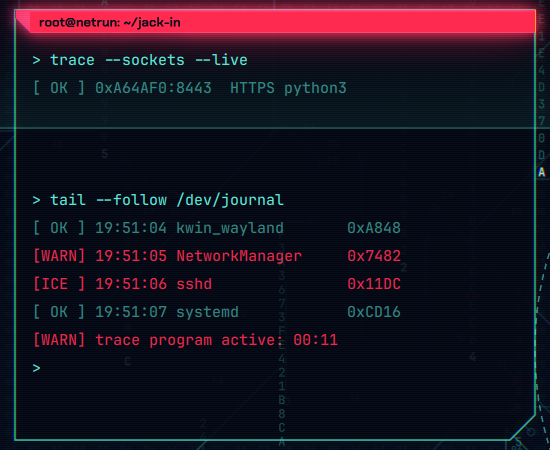 root@netrun: ~/jack-in
> trace --sockets --live
[ OK ] 0xA64AF0:8443  HTTPS python3
> tail --follow /dev/journal
[ OK ] 19:51:04 kwin_wayland       0xA848
[WARN] 19:51:05 NetworkManager     0x7482
[ICE ] 19:51:06 sshd               0x11DC
[ OK ] 19:51:07 systemd            0xCD16
[WARN] trace program active: 00:11
>